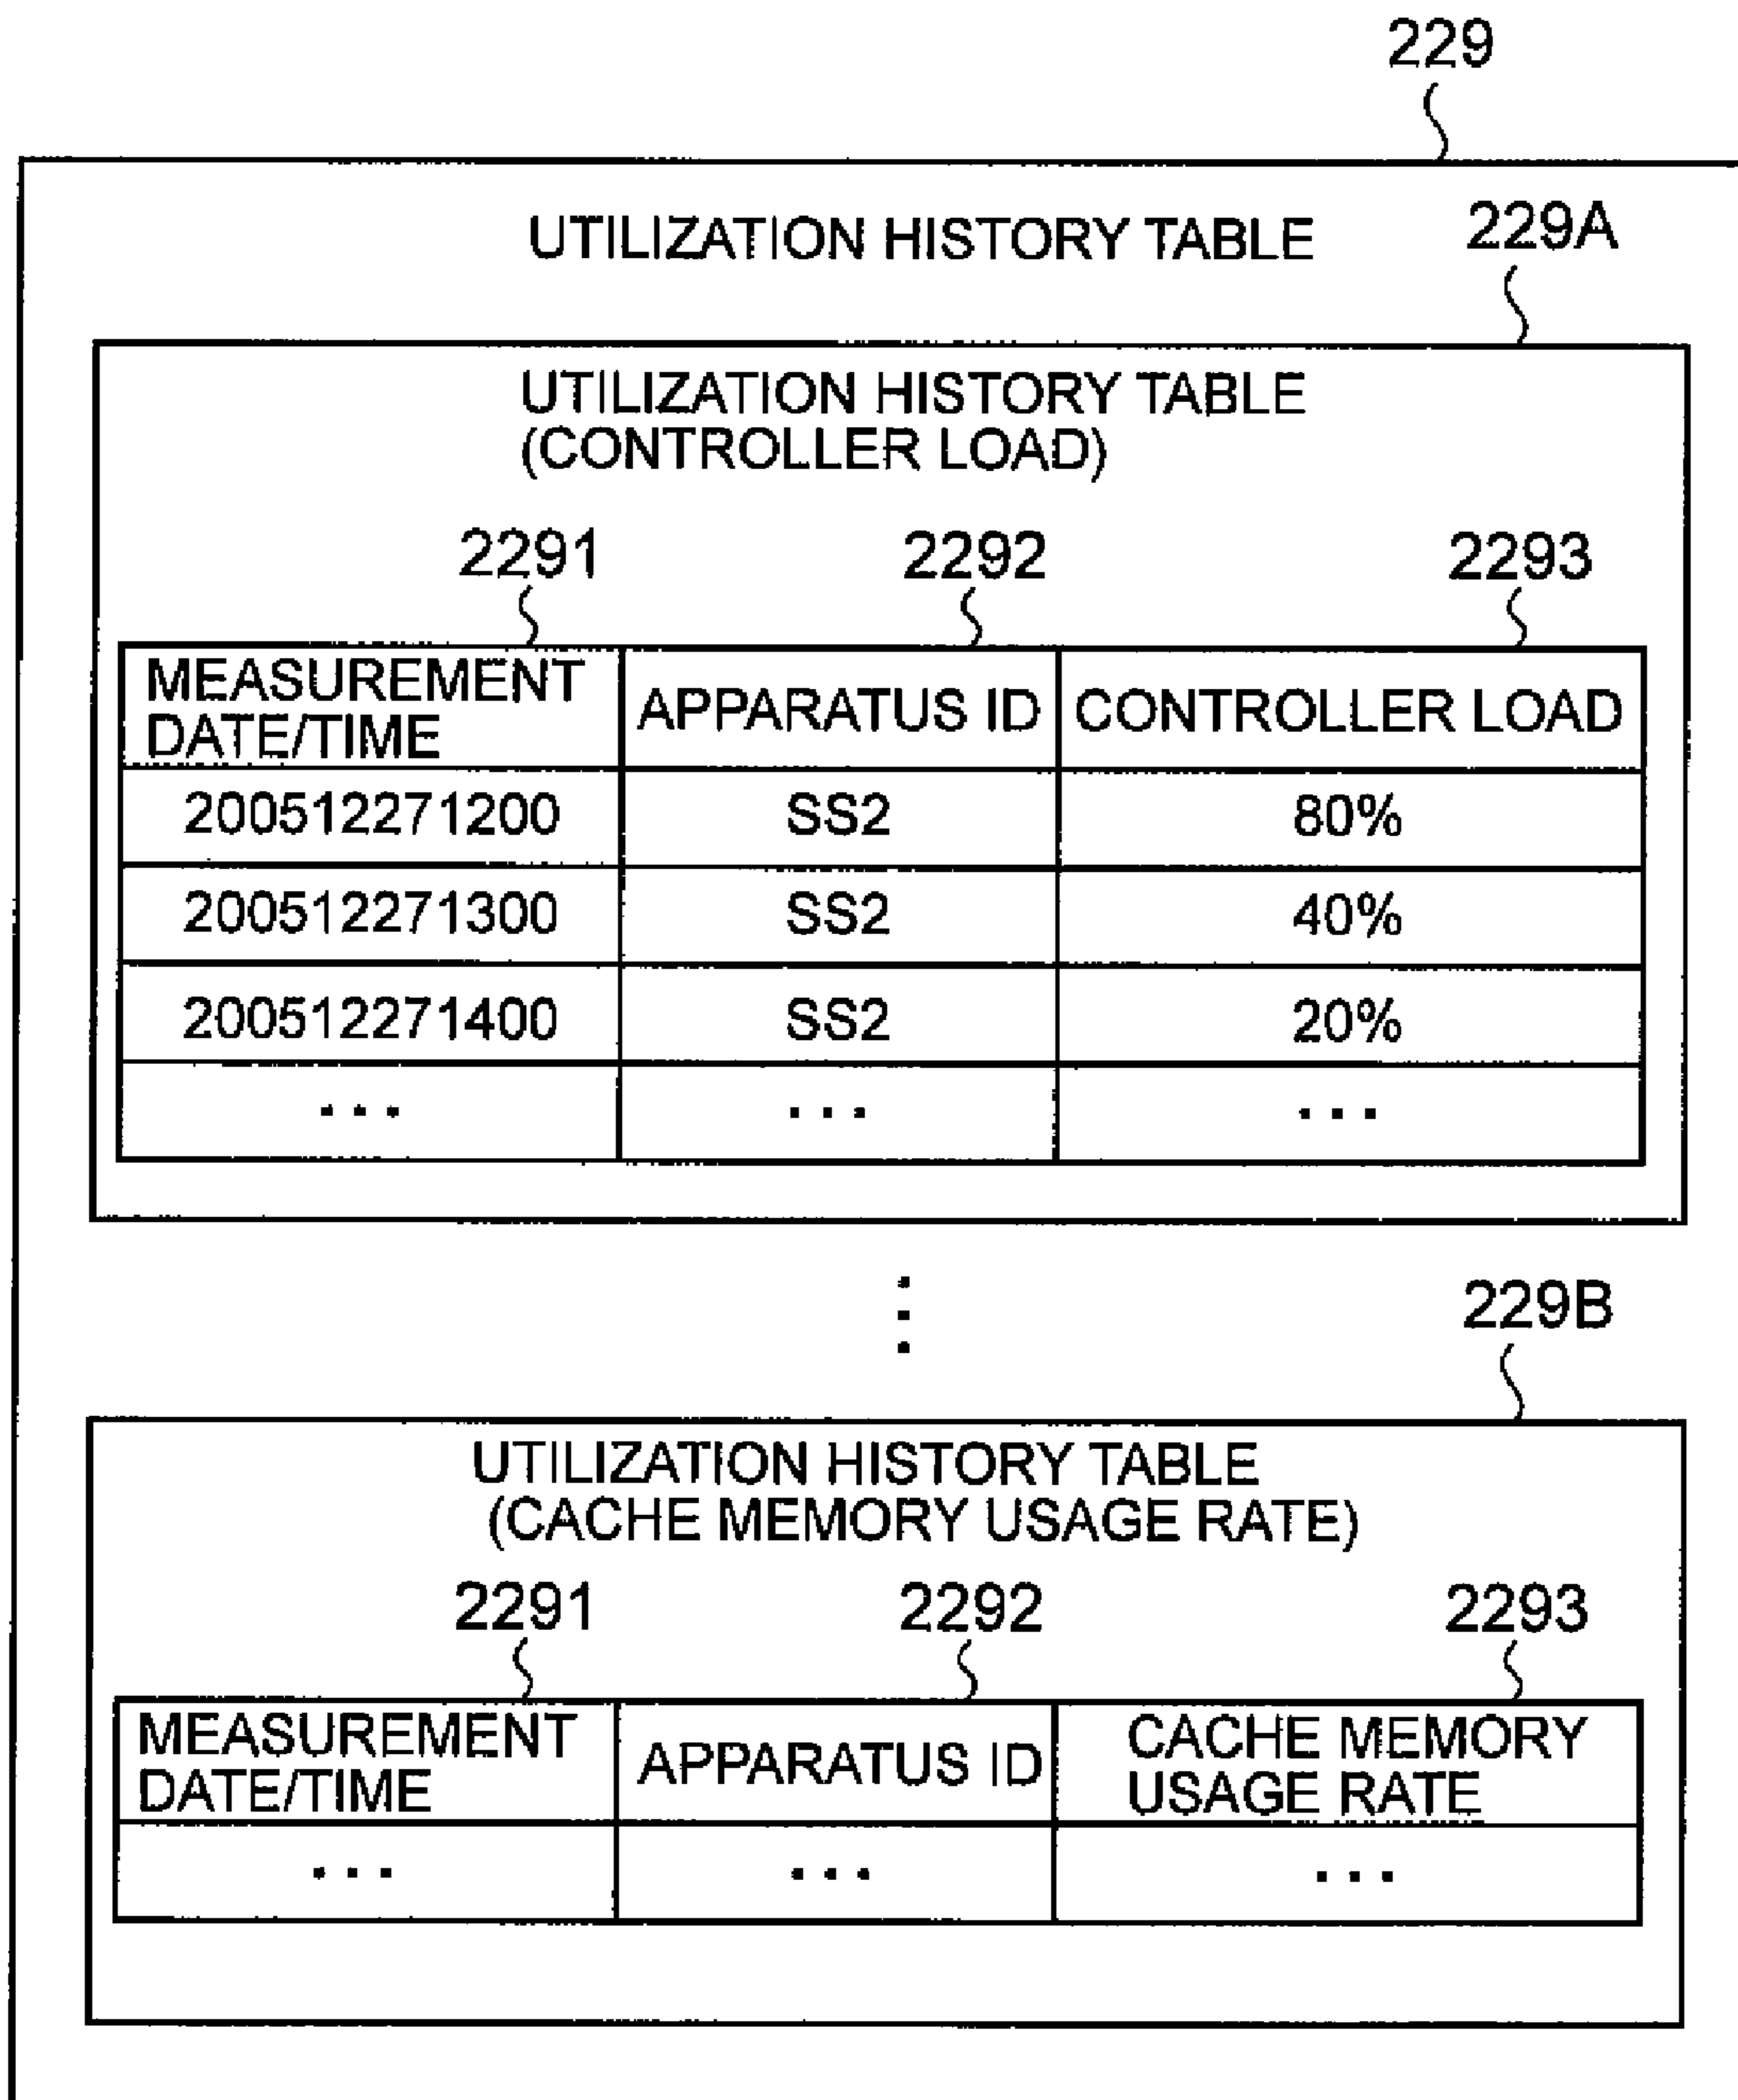 229
UTILIZATION HISTORY TABLE
229A
UTILIZATION HISTORY TABLE
(CONTROLLER LOAD)
2291 2292 2293
MEASUREMENT DATE/TIME APPARATUS ID CONTROLLER LOAD
200512271200 SS2 80%
200512271300 SS2 40%
200512271400 SS2 20%
... ... ...
229B
UTILIZATION HISTORY TABLE
(CACHE MEMORY USAGE RATE)
2291 2292 2293
MEASUREMENT DATE/TIME APPARATUS ID CACHE MEMORY USAGE RATE
... ... ...